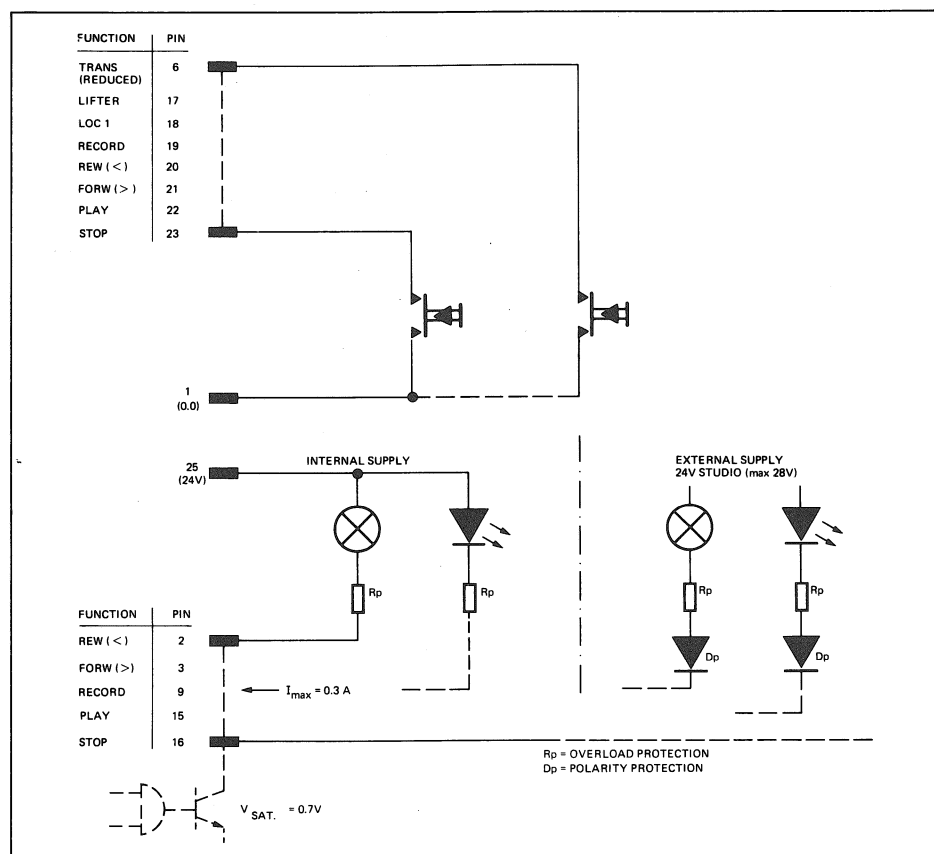 FUNCTION PIN
TRANS (REDUCED) 6
LIFTER 17
LOC 1 18
RECORD 19
REW (<) 20
FORW (>) 21
PLAY 22
STOP 23
1
(0.0)
25
(24V)
INTERNAL SUPPLY
EXTERNAL SUPPLY
24V STUDIO (max 28V)
Rp
Rp
Rp
Rp
Dp
Dp
FUNCTION PIN
REW (<) 2
FORW (>) 3
RECORD 9
PLAY 15
STOP 16
Imax = 0.3 A
Rp = OVERLOAD PROTECTION
Dp = POLARITY PROTECTION
V SAT. = 0.7V